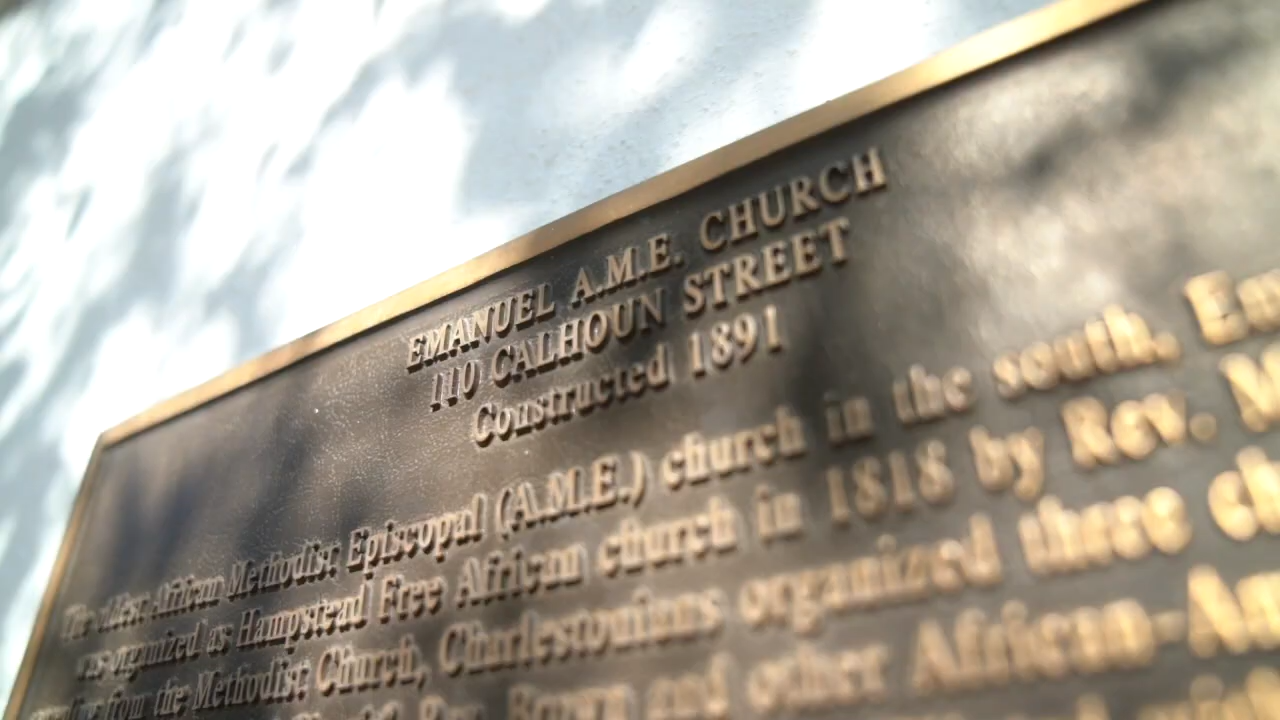 EMANUEL A.M.E. CHURCH
110 CALHOUN STREET
Constructed 1891
The oldest African Methodist Episcopal (A.M.E.) church in the south, Em
was organized as Hampstead Free African church in 1818 by Rev. M
from the Methodist Church, Charlestonians organized three ch
Rev. Brown and other African-Am